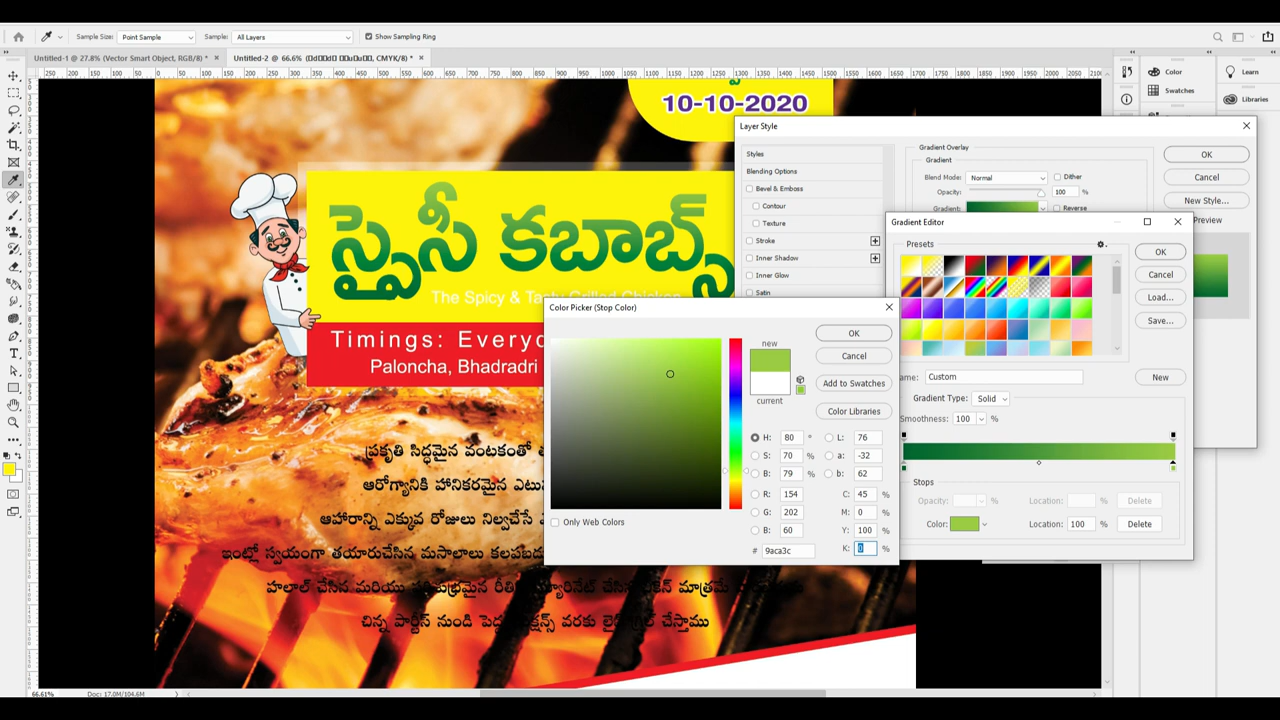 Sample Size: Point Sample Sample: All Layers Show Sampling Ring
Untitled-1 @ 27.8% (Vector Smart Object, RGB/8) * × Untitled-2 @ 66.6% CMYK/8) * ×
10-10-2020
స్పైసీ కబాబ్స్
The Spicy & Tasty Grilled Chicken
Timings: Everyd
Paloncha, Bhadradri
ప్రకృతి సిద్ధమైన వంటకంతో
ఆరోగ్యానికి హానికరమైన
ఆహారాన్ని ఎక్కువ రోజులు నిల్వచేసే
ఇంట్లో స్వయంగా తయారుచేసిన మసాలాలు
హలాల్ చేసిన మరియు రీతి చేసిన
చిన్న పార్టీస్ నుండి వరకు చేస్తాము
Color
Swatches
Learn
Libraries
Layer Style
Styles
Blending Options
Bevel & Emboss
Contour
Texture
Stroke
Inner Shadow
Inner Glow
Satin
Gradient Overlay
Gradient
Blend Mode: Normal Dither
Opacity: 100 %
Gradient: Reverse
OK
Cancel
New Style...
Preview
Gradient Editor
Presets
OK
Cancel
Load...
Save...
Name: Custom New
Gradient Type: Solid
Smoothness: 100 %
Stops
Opacity: % Location: % Delete
Color: Location: 100 % Delete
Color Picker (Stop Color)
new
current
OK
Cancel
Add to Swatches
Color Libraries
H: 80 ° L: 76
S: 70 % a: -32
B: 79 % b: 62
R: 154 C: 45 %
G: 202 M: 0 %
B: 60 Y: 100 %
# 9aca3c K: 0 %
Only Web Colors
66.61% Doc: 17.0M/104.6M